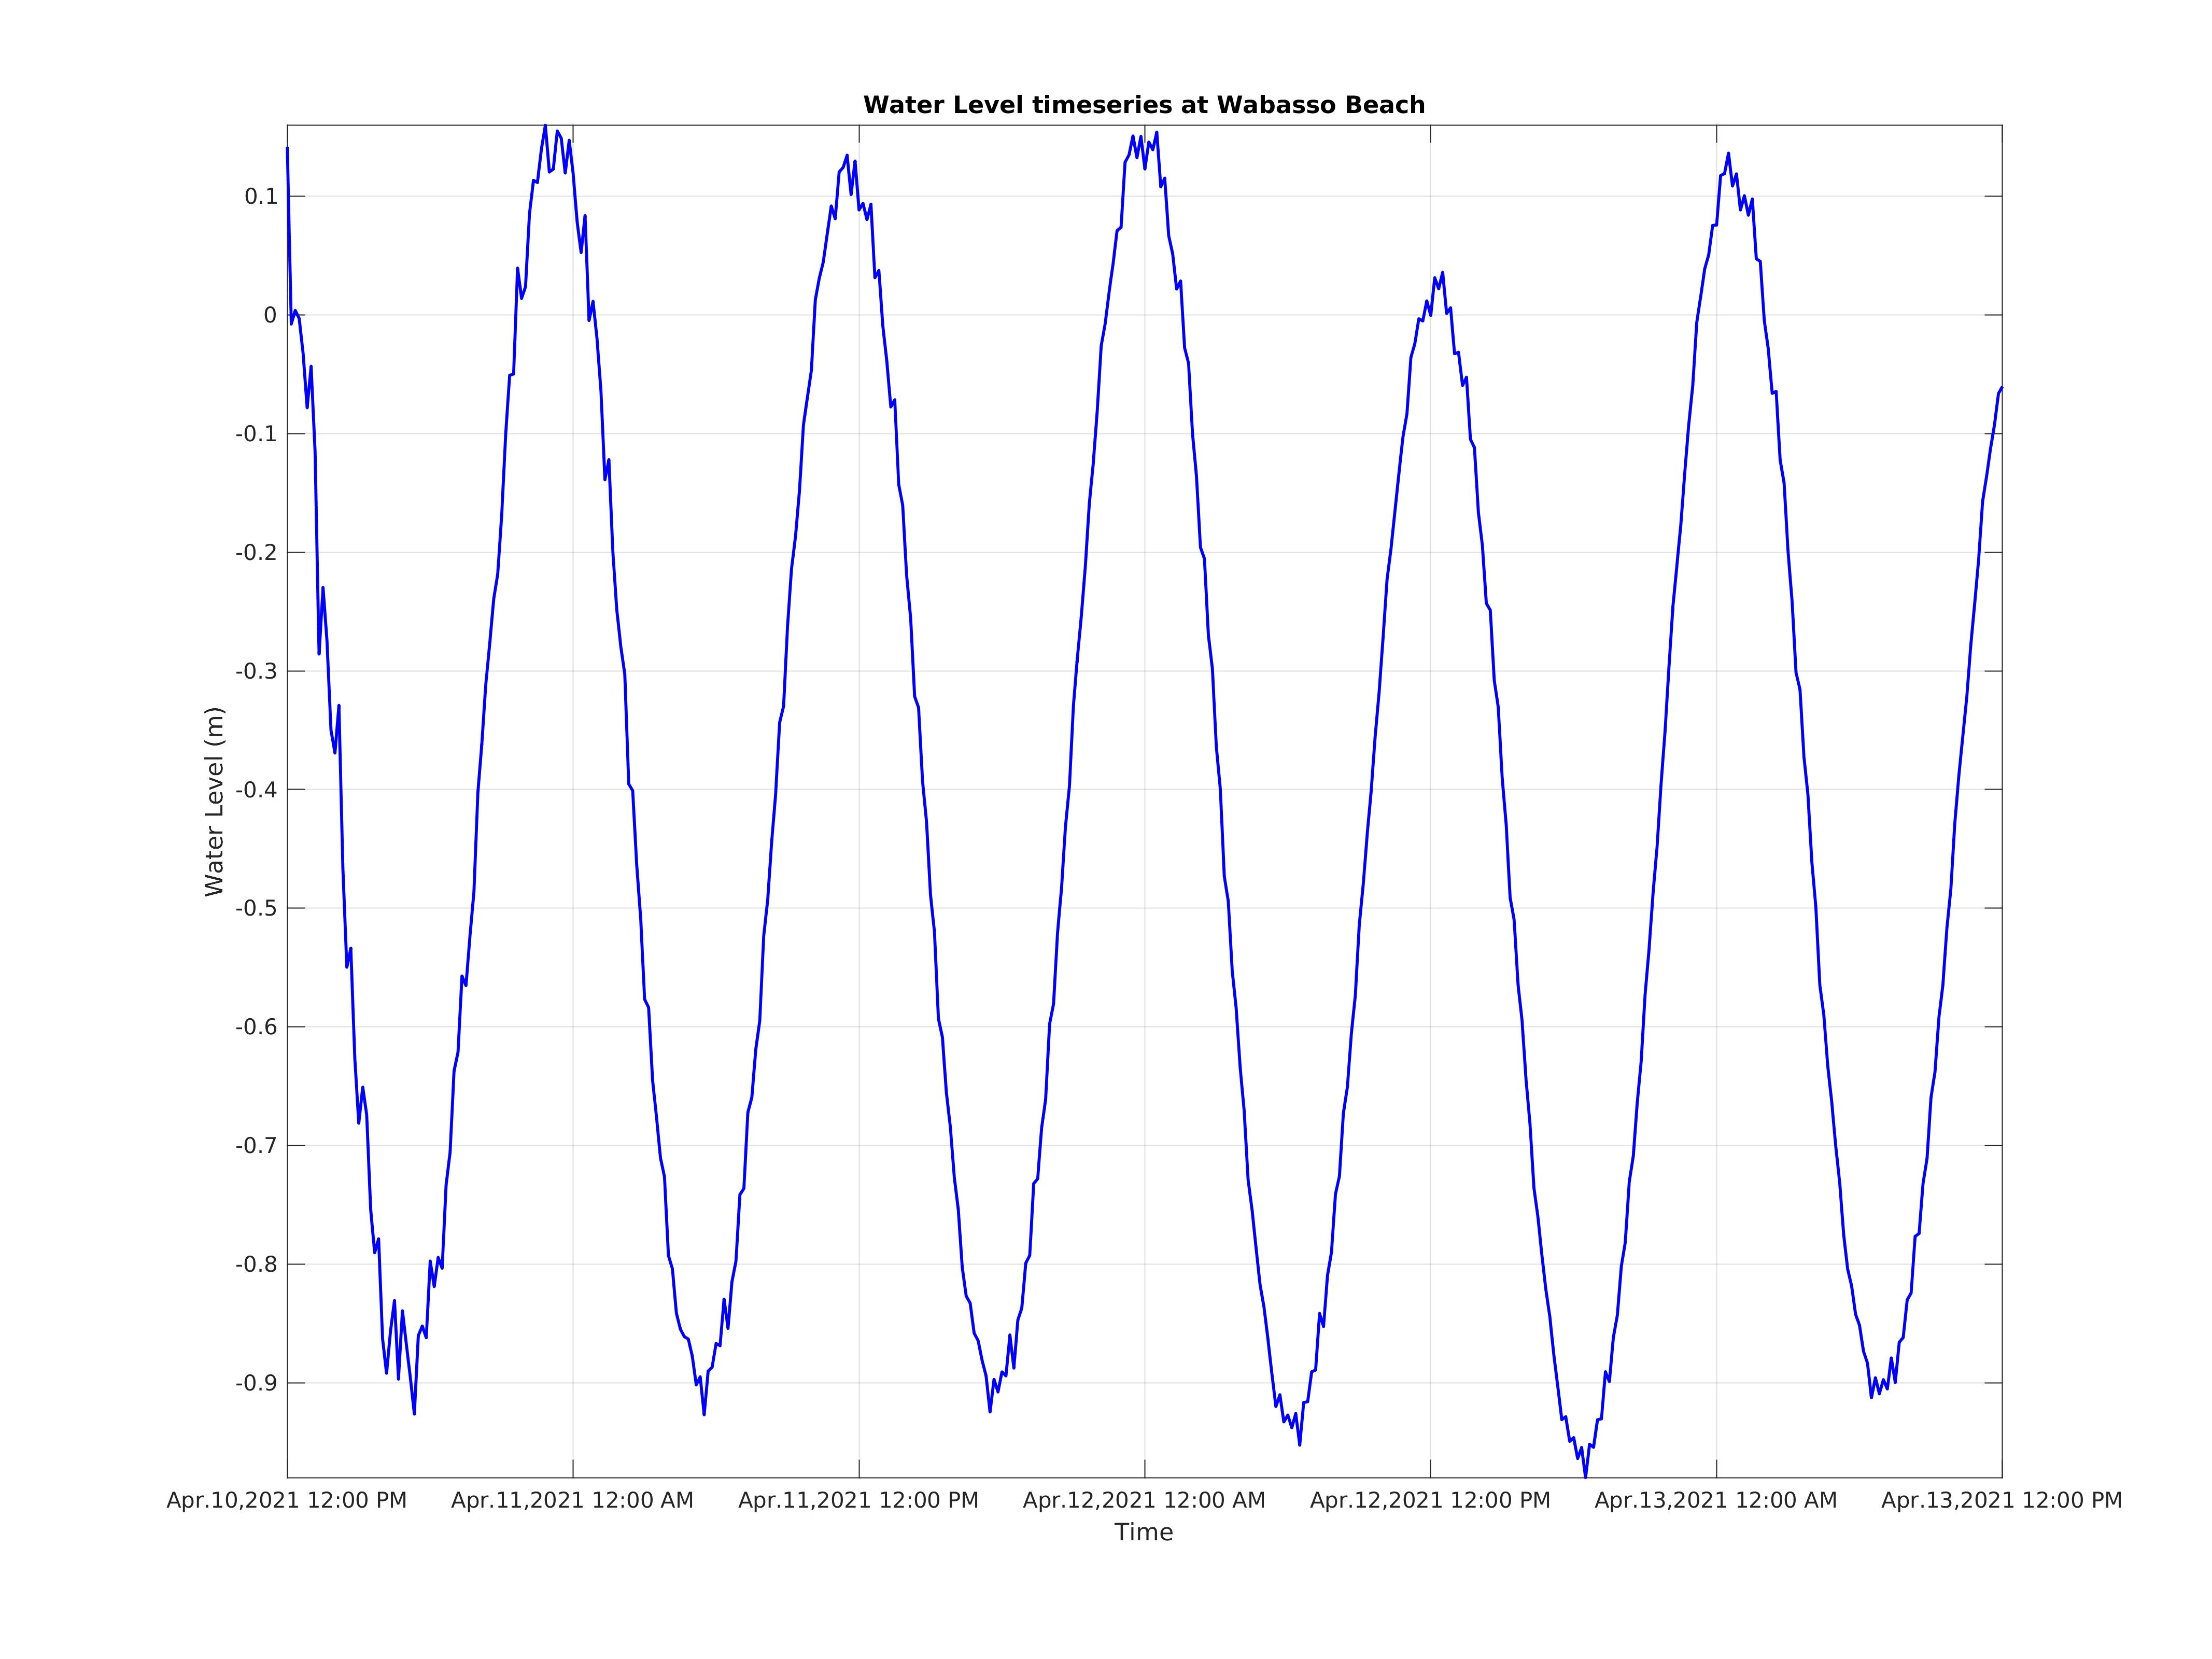 Water Level timeseries at Wabasso Beach
0.1
0
-0.1
-0.2
-0.3
-0.4
-0.5
-0.6
-0.7
-0.8
-0.9
Water Level (m)
Apr.10,2021 12:00 PM Apr.11,2021 12:00 AM Apr.11,2021 12:00 PM Apr.12,2021 12:00 AM Apr.12,2021 12:00 PM Apr.13,2021 12:00 AM Apr.13,2021 12:00 PM
Time